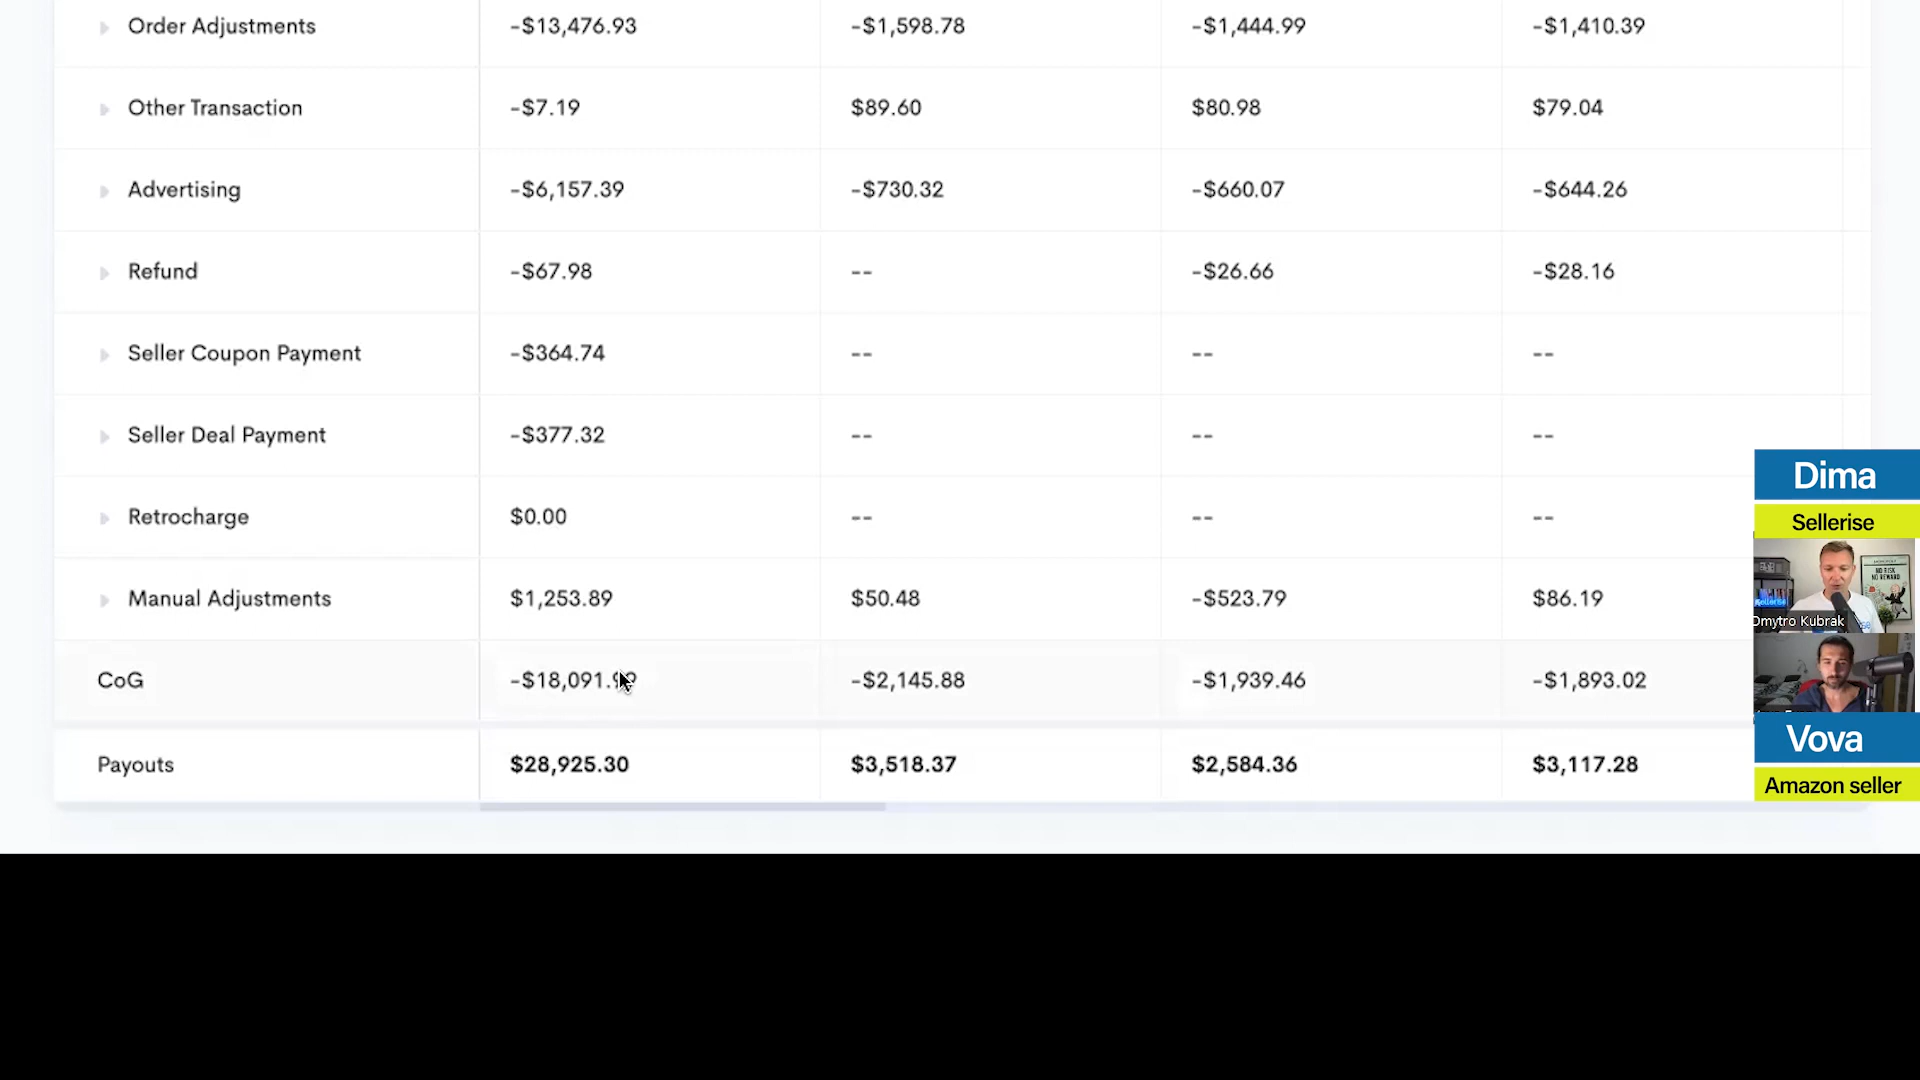 Order Adjustments -$13,476.93 -$1,598.78 -$1,444.99 -$1,410.39
Other Transaction -$7.19 $89.60 $80.98 $79.04
Advertising -$6,157.39 -$730.32 -$660.07 -$644.26
Refund -$67.98 -- -$26.66 -$28.16
Seller Coupon Payment -$364.74 -- -- --
Seller Deal Payment -$377.32 -- -- --
Retrocharge $0.00 -- -- --
Manual Adjustments $1,253.89 $50.48 -$523.79 $86.19
CoG -$2,145.88 -$1,939.46 -$1,893.02
Payouts $28,925.30 $3,518.37 $2,584.36 $3,117.28
Dima
Sellerise
NO RISK
NO REWARD
Dmytro Kubrak
Vova
Amazon seller